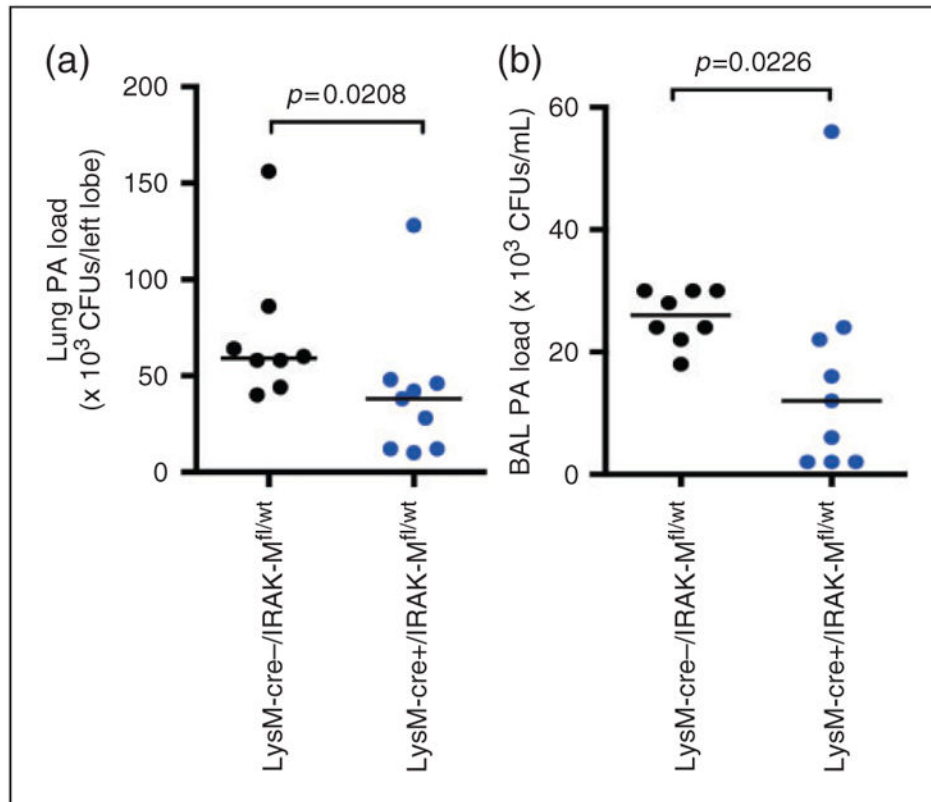 (a)
p=0.0208
Lung PA load
(x 10³ CFUs/left lobe)
200
150
100
50
0
LysM-cre–/IRAK-Mfl/wt
LysM-cre+/IRAK-Mfl/wt
(b)
p=0.0226
BAL PA load (x 10³ CFUs/mL)
60
40
20
0
LysM-cre–/IRAK-Mfl/wt
LysM-cre+/IRAK-Mfl/wt